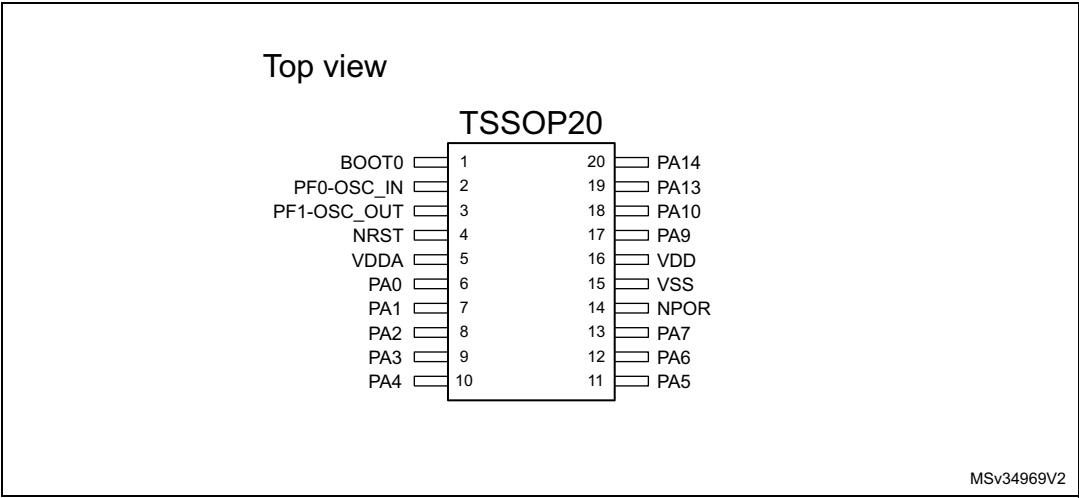 Top view
TSSOP20
BOOT0 1 20 PA14
PF0-OSC_IN 2 19 PA13
PF1-OSC_OUT 3 18 PA10
NRST 4 17 PA9
VDDA 5 16 VDD
PA0 6 15 VSS
PA1 7 14 NPOR
PA2 8 13 PA7
PA3 9 12 PA6
PA4 10 11 PA5
MSv34969V2